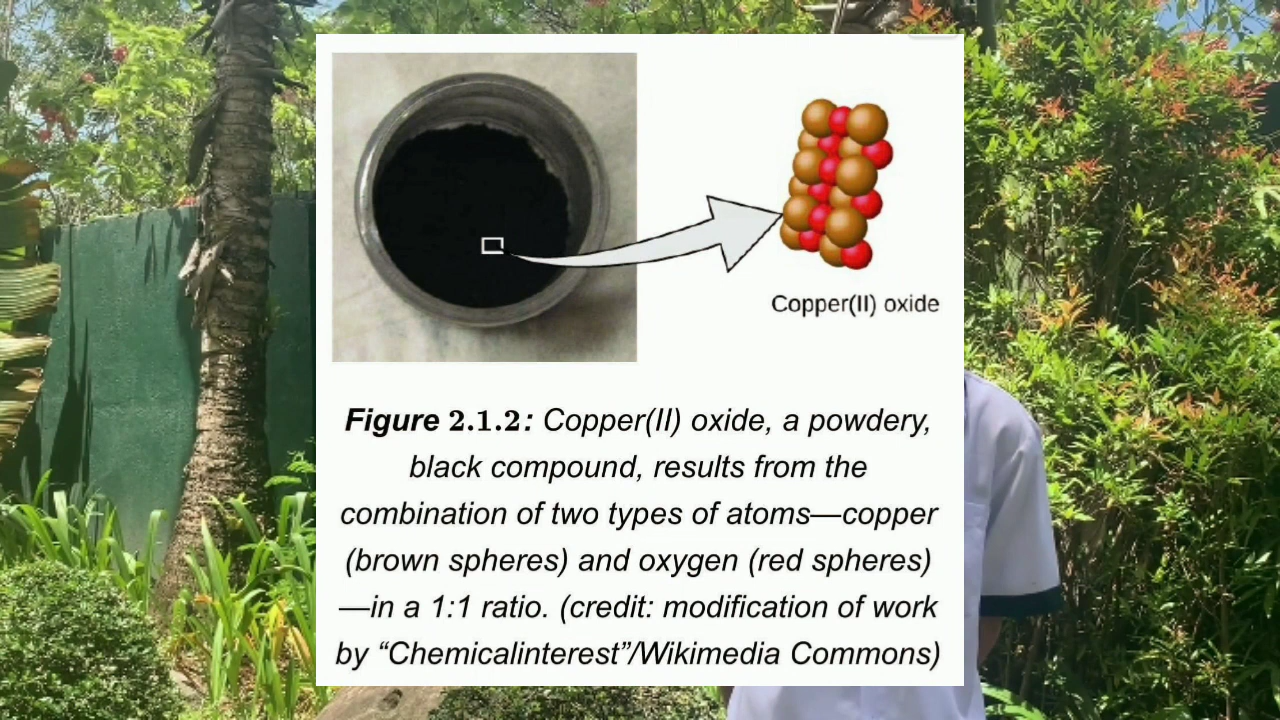 Copper(II) oxide
Figure 2.1.2: Copper(II) oxide, a powdery,
black compound, results from the
combination of two types of atoms—copper
(brown spheres) and oxygen (red spheres)
—in a 1:1 ratio. (credit: modification of work
by “Chemicalinterest”/Wikimedia Commons)